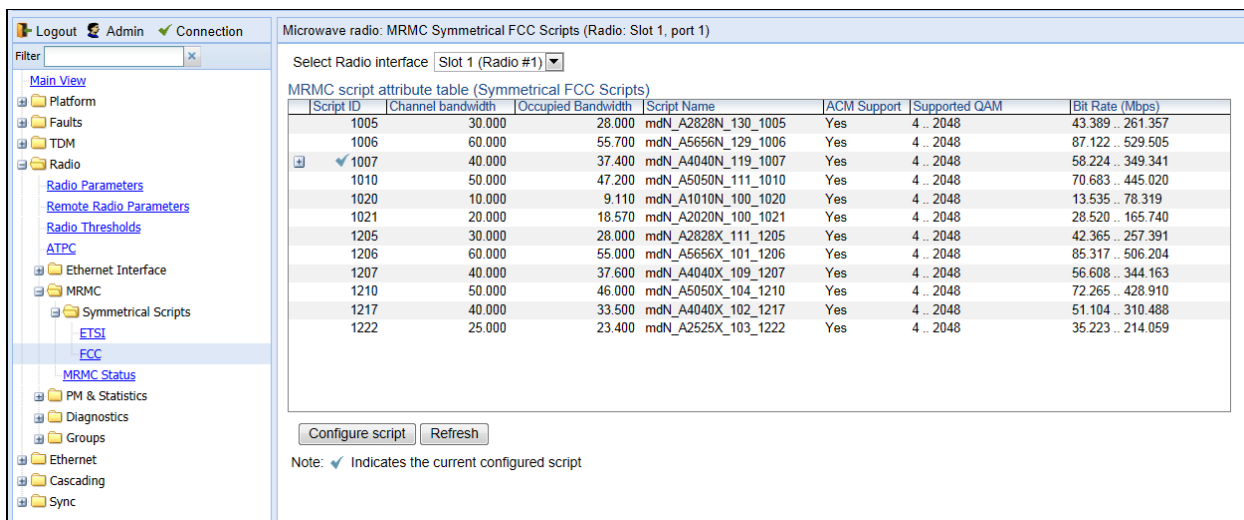 Logout Admin Connection
Filter
Main View
Platform
Faults
TDM
Radio
Radio Parameters
Remote Radio Parameters
Radio Thresholds
ATPC
Ethernet Interface
MRMC
Symmetrical Scripts
ETSI
FCC
MRMC Status
PM & Statistics
Diagnostics
Groups
Ethernet
Cascading
Sync
Microwave radio: MRMC Symmetrical FCC Scripts (Radio: Slot 1, port 1)
Select Radio interface Slot 1 (Radio #1)
MRMC script attribute table (Symmetrical FCC Scripts)
Script ID Channel bandwidth Occupied Bandwidth Script Name ACM Support Supported QAM Bit Rate (Mbps)
1005 30.000 28.000 mdN_A2828N_130_1005 Yes 4 .. 2048 43.389 .. 261.357
1006 60.000 55.700 mdN_A5656N_129_1006 Yes 4 .. 2048 87.122 .. 529.505
1007 40.000 37.400 mdN_A4040N_119_1007 Yes 4 .. 2048 58.224 .. 349.341
1010 50.000 47.200 mdN_A5050N_111_1010 Yes 4 .. 2048 70.683 .. 445.020
1020 10.000 9.110 mdN_A1010N_100_1020 Yes 4 .. 2048 13.535 .. 78.319
1021 20.000 18.570 mdN_A2020N_100_1021 Yes 4 .. 2048 28.520 .. 165.740
1205 30.000 28.000 mdN_A2828X_111_1205 Yes 4 .. 2048 42.365 .. 257.391
1206 60.000 55.000 mdN_A5656X_101_1206 Yes 4 .. 2048 85.317 .. 506.204
1207 40.000 37.600 mdN_A4040X_109_1207 Yes 4 .. 2048 56.608 .. 344.163
1210 50.000 46.000 mdN_A5050X_104_1210 Yes 4 .. 2048 72.265 .. 428.910
1217 40.000 33.500 mdN_A4040X_102_1217 Yes 4 .. 2048 51.104 .. 310.488
1222 25.000 23.400 mdN_A2525X_103_1222 Yes 4 .. 2048 35.223 .. 214.059
Configure script Refresh
Note: ✓ Indicates the current configured script